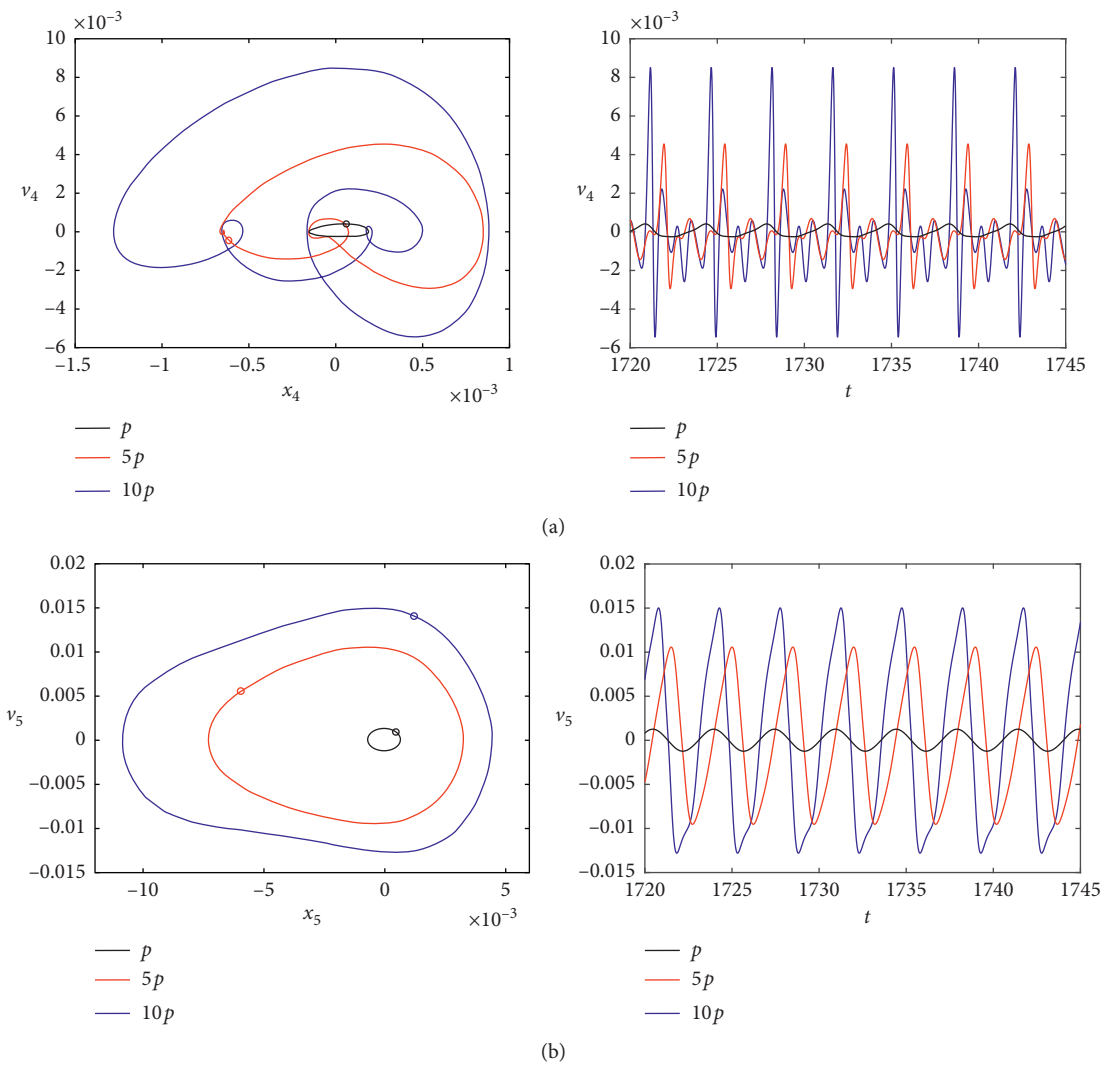 ×10⁻³
10
8
6
4
v₄ 2
0
−2
−4
−6
−1.5 −1 −0.5 0 0.5 1
x₄ ×10⁻³
p
5p
10p
×10⁻³
10
8
6
4
v₄ 2
0
−2
−4
−6
1720 1725 1730 1735 1740 1745
t
p
5p
10p
(a)
0.02
0.015
0.01
0.005
v₅ 0
−0.005
−0.01
−0.015
−10 −5 0 5
x₅ ×10⁻³
p
5p
10p
0.02
0.015
0.01
0.005
v₅ 0
−0.005
−0.01
−0.015
1720 1725 1730 1735 1740 1745
t
p
5p
10p
(b)